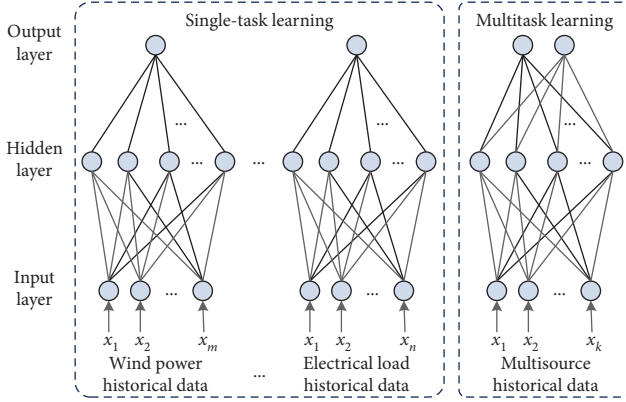 Single-task learning
Multitask learning
Output
layer
...
...
...
Hidden
layer
...
...
...
...
Input
layer
...
...
...
x1 x2 xm
x1 x2 xn
x1 x2 xk
Wind power
historical data
...
Electrical load
historical data
Multisource
historical data